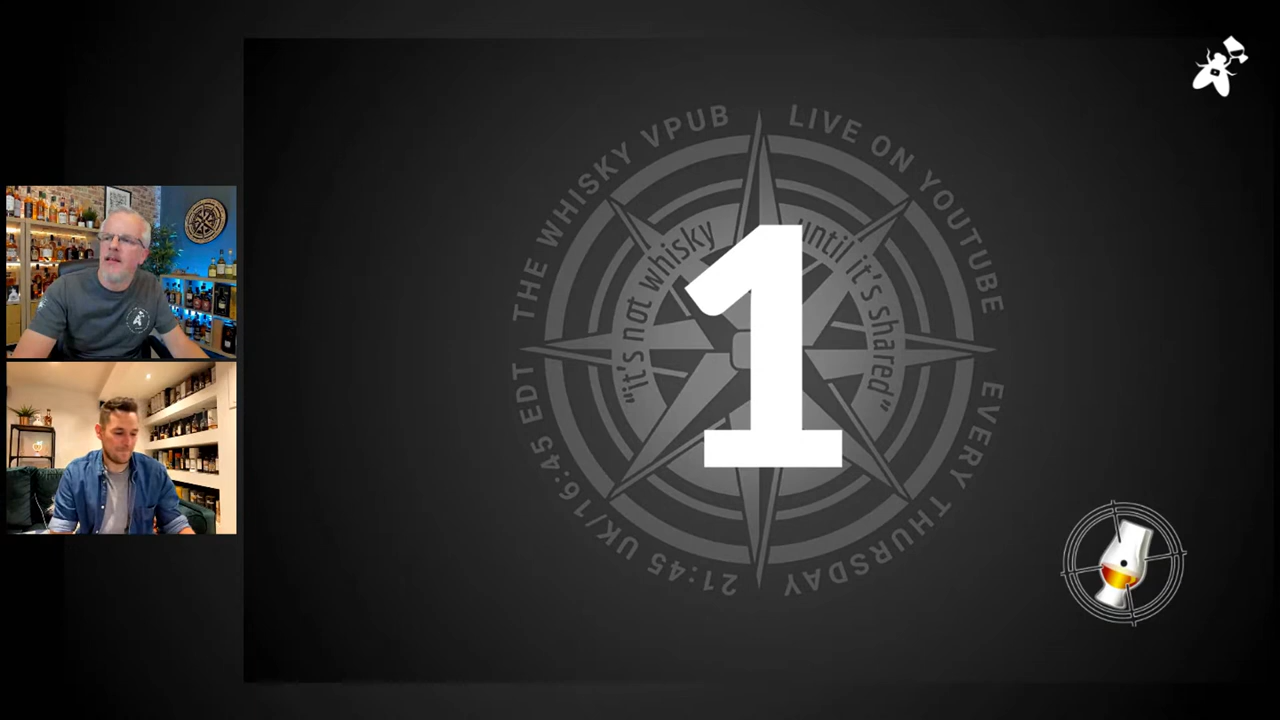 THE WHISKY VPUB
LIVE ON YOUTUBE
EVERY THURSDAY
21:45 UK/16:45 EDT
"it's not whisky
'until it's shared"
1
A